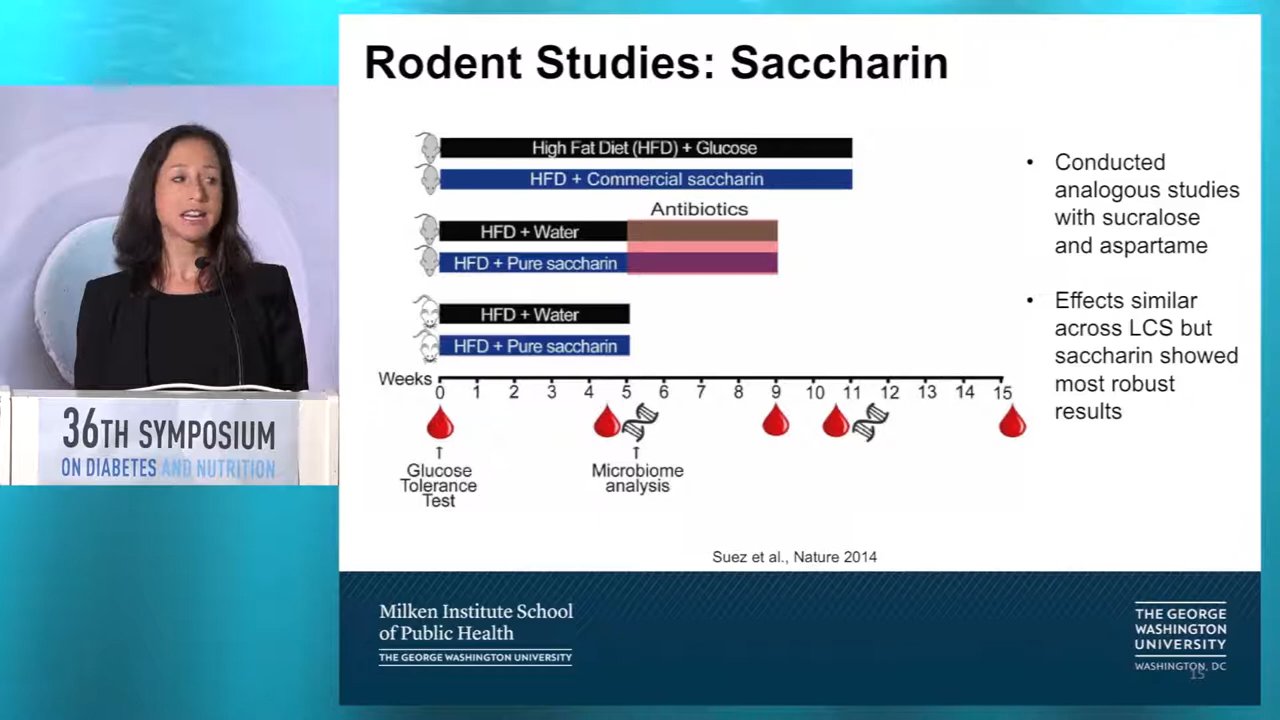 Rodent Studies: Saccharin
High Fat Diet (HFD) + Glucose
HFD + Commercial saccharin
Antibiotics
HFD + Water
HFD + Pure saccharin
HFD + Water
HFD + Pure saccharin
Weeks
0 1 2 3 4 5 6 7 8 9 10 11 12 13 14 15
Glucose
Tolerance
Test
Microbiome
analysis
• Conducted
analogous studies
with sucralose
and aspartame
• Effects similar
across LCS but
saccharin showed
most robust
results
Suez et al., Nature 2014
36TH SYMPOSIUM
ON DIABETES AND NUTRITION
Milken Institute School
of Public Health
THE GEORGE WASHINGTON UNIVERSITY
THE GEORGE
WASHINGTON
UNIVERSITY
WASHINGTON, DC
15